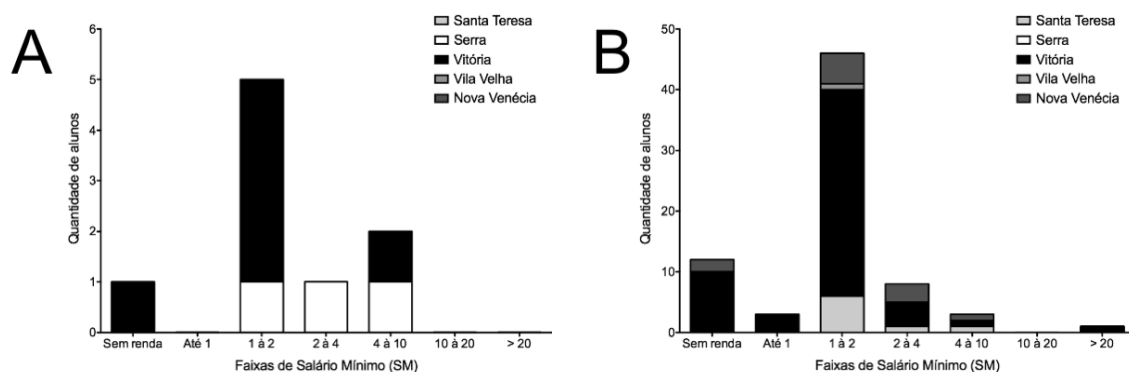 A
Quantidade de alunos
6
5
4
3
2
1
0
Sem renda Até 1 1 à 2 2 à 4 4 à 10 10 à 20 > 20
Faixas de Salário Mínimo (SM)
Santa Teresa
Serra
Vitória
Vila Velha
Nova Venécia
B
Quantidade de alunos
50
40
30
20
10
0
Sem renda Até 1 1 à 2 2 à 4 4 à 10 10 à 20 > 20
Faixas de Salário Mínimo (SM)
Santa Teresa
Serra
Vitória
Vila Velha
Nova Venécia